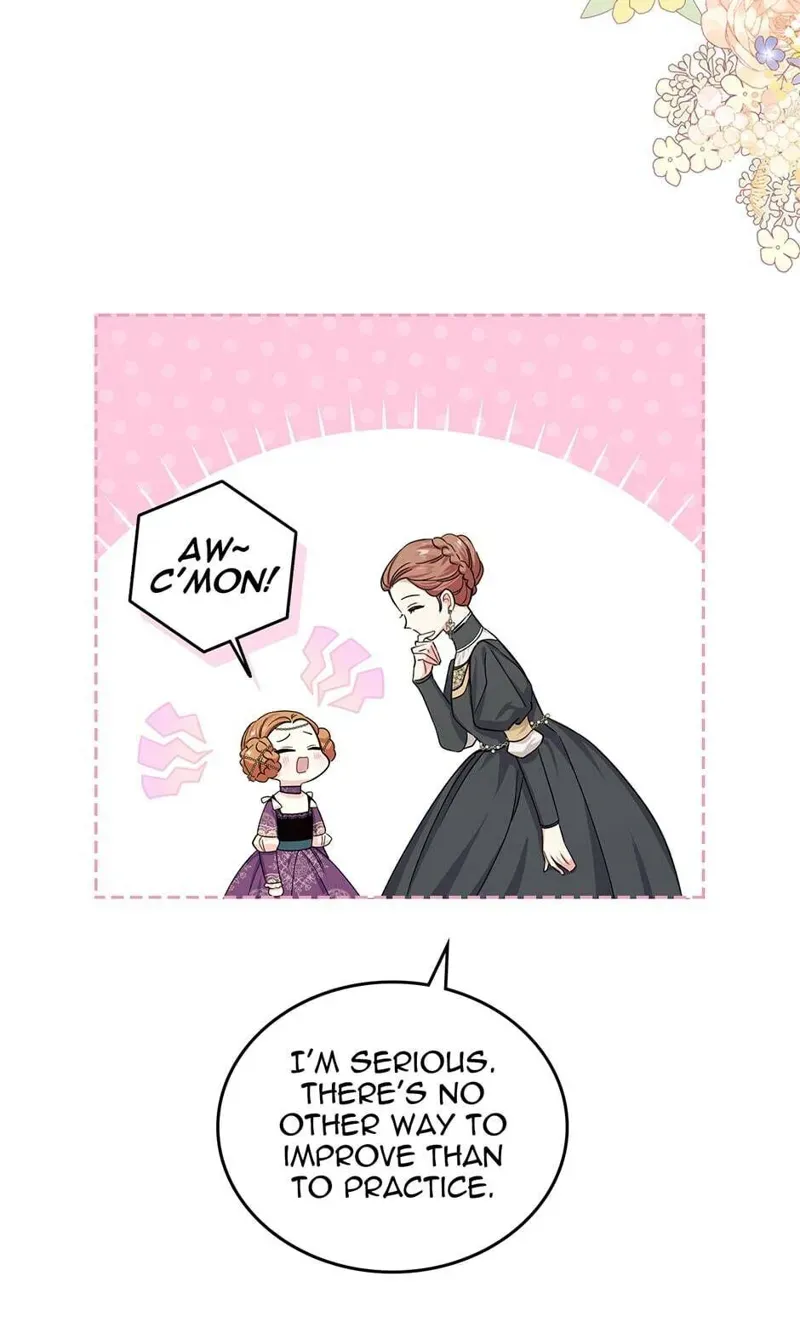 AW~
C'MON!
I'M SERIOUS.
THERE'S NO
OTHER WAY TO
IMPROVE THAN
TO PRACTICE.